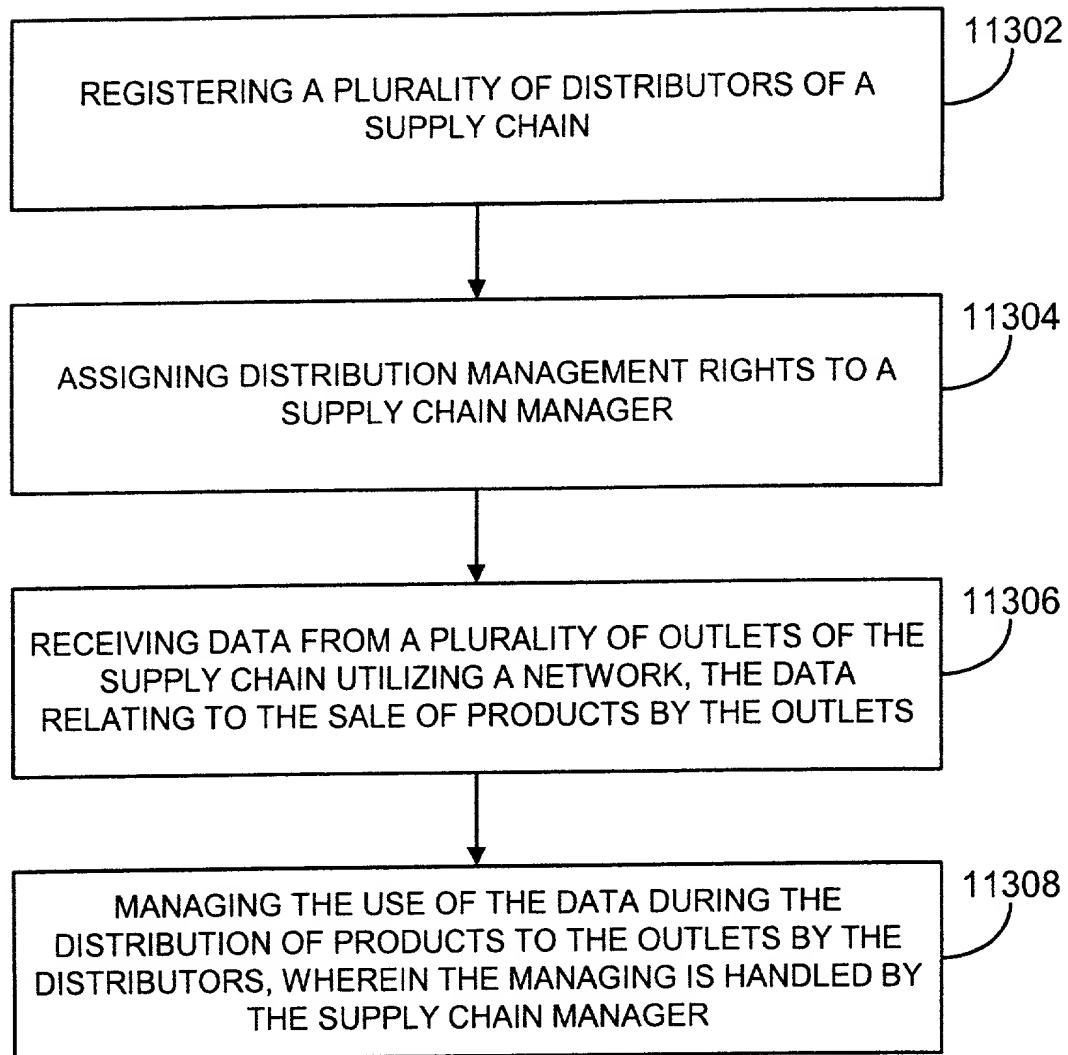 11302
REGISTERING A PLURALITY OF DISTRIBUTORS OF A
SUPPLY CHAIN
11304
ASSIGNING DISTRIBUTION MANAGEMENT RIGHTS TO A
SUPPLY CHAIN MANAGER
11306
RECEIVING DATA FROM A PLURALITY OF OUTLETS OF THE
SUPPLY CHAIN UTILIZING A NETWORK, THE DATA
RELATING TO THE SALE OF PRODUCTS BY THE OUTLETS
11308
MANAGING THE USE OF THE DATA DURING THE
DISTRIBUTION OF PRODUCTS TO THE OUTLETS BY THE
DISTRIBUTORS, WHEREIN THE MANAGING IS HANDLED BY
THE SUPPLY CHAIN MANAGER